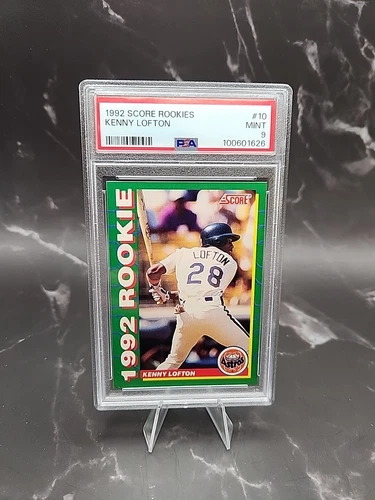 1992 SCORE ROOKIES
#10
KENNY LOFTON
MINT
9
PSA
100601626
SCORE
1992 ROOKIE
LOFTON
28
KENNY LOFTON